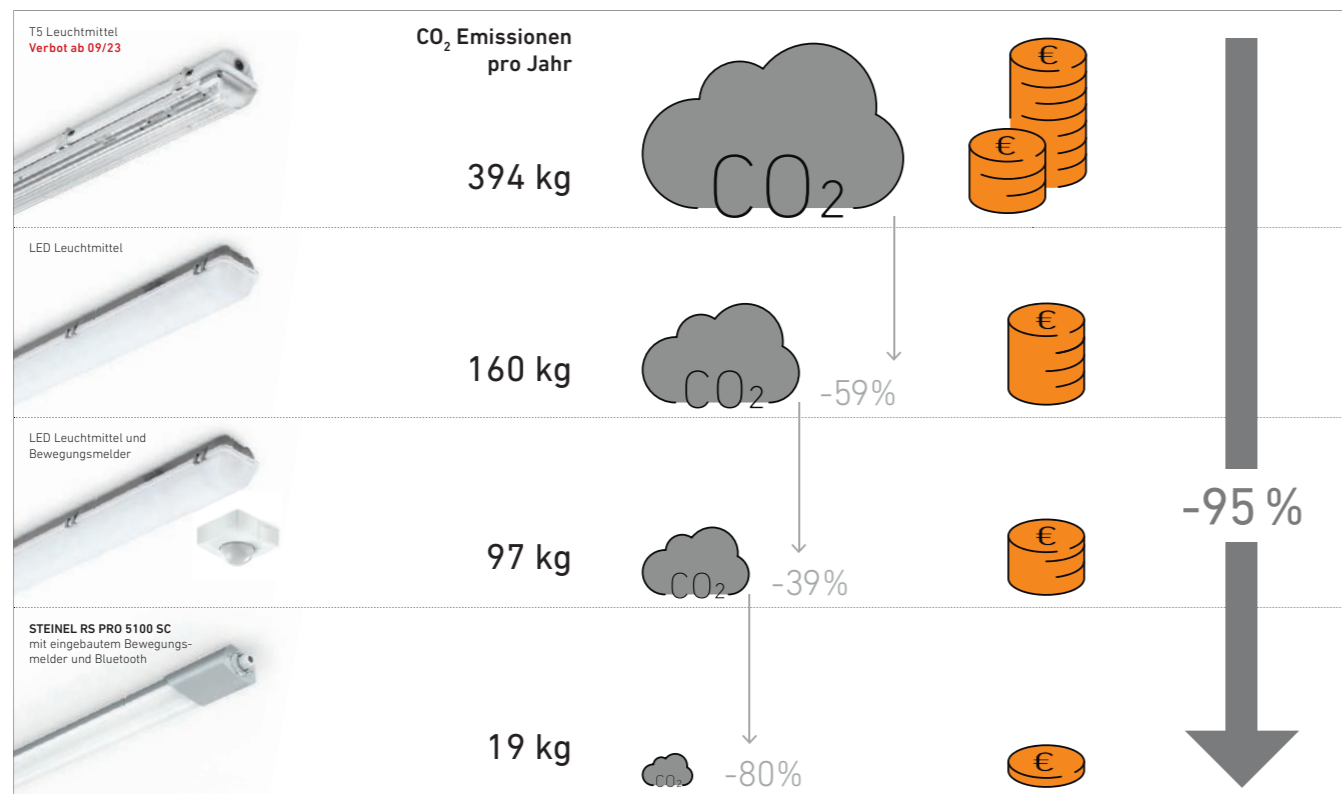 T5 Leuchtmittel
Verbot ab 09/23
CO₂ Emissionen
pro Jahr
394 kg
CO₂
€
€
LED Leuchtmittel
160 kg
CO₂
-59%
€
LED Leuchtmittel und
Bewegungsmelder
97 kg
CO₂
-39%
€
-95 %
STEINEL RS PRO 5100 SC
mit eingebautem Bewegungs-
melder und Bluetooth
19 kg
CO₂
-80%
€